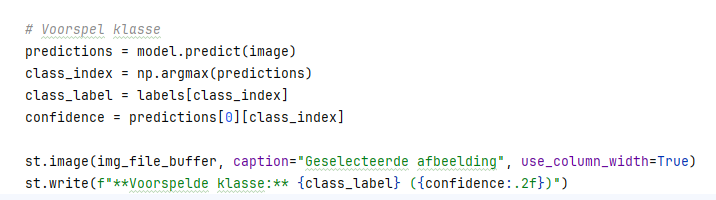 # Voorspel klasse
predictions = model.predict(image)
class_index = np.argmax(predictions)
class_label = labels[class_index]
confidence = predictions[0][class_index]
st.image(img_file_buffer, caption="Geselecteerde afbeelding", use_column_width=True)
st.write(f"**Voorspelde klasse:** {class_label} ({confidence:.2f})")